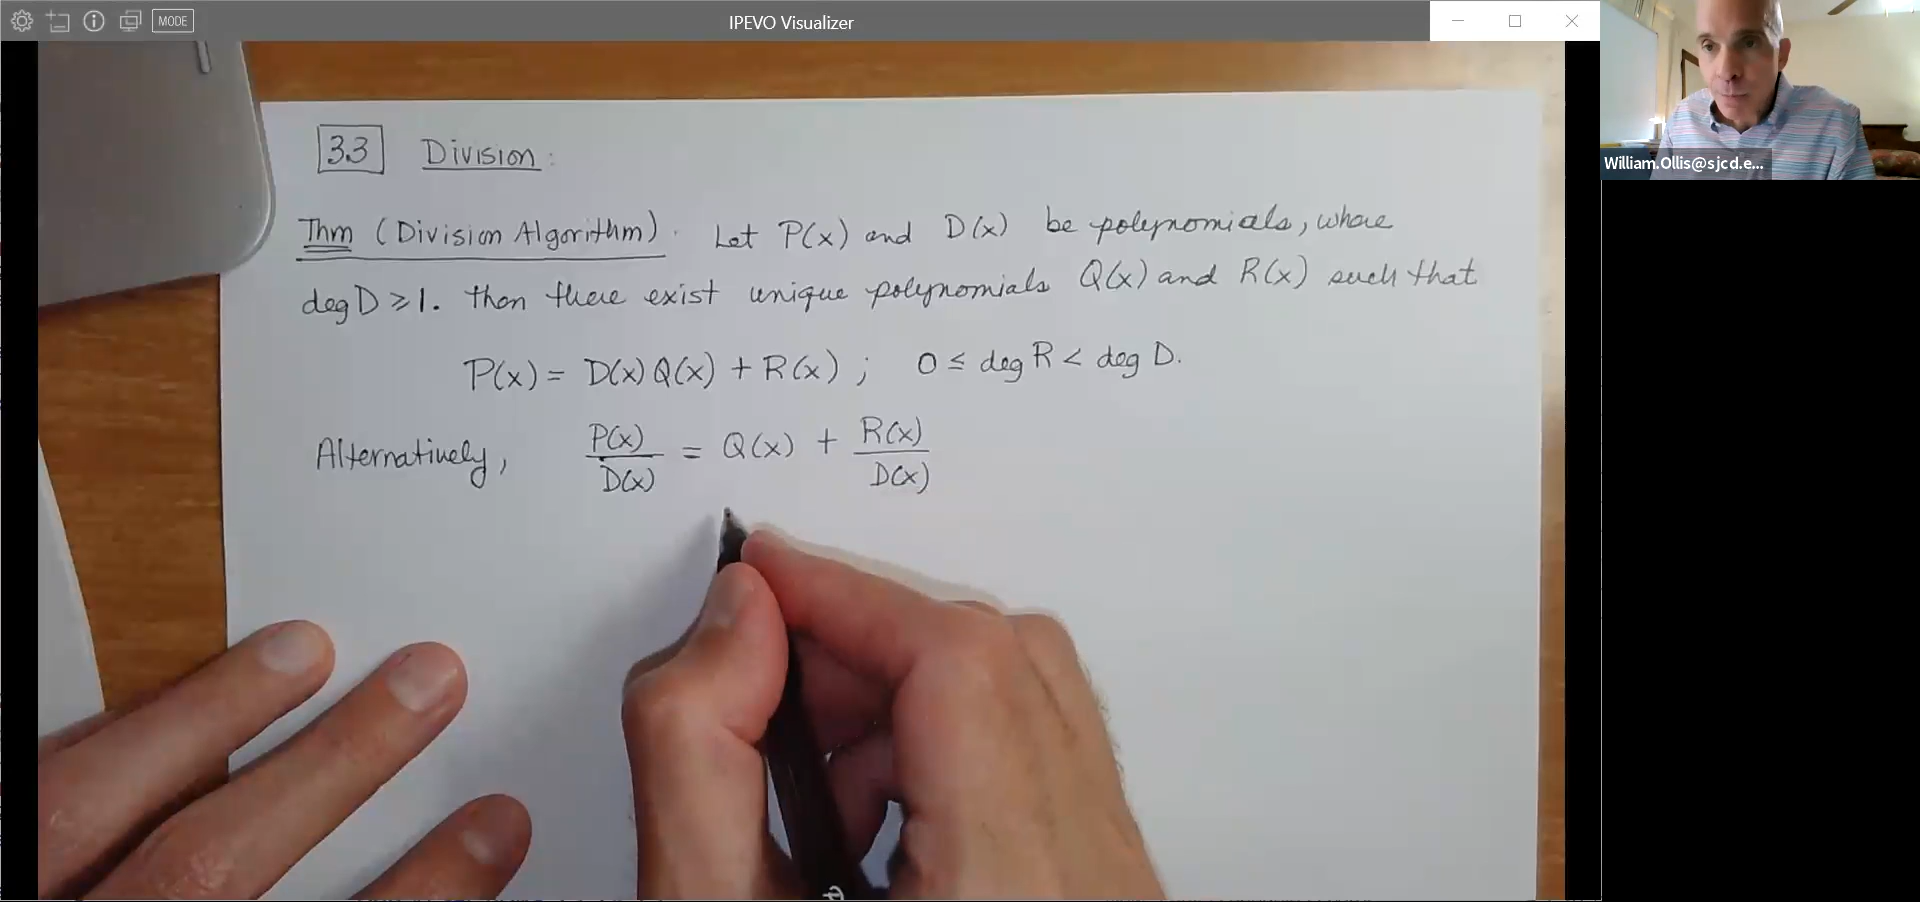 MODE
IPEVO Visualizer
William.Ollis@sjcd.e...
3.3 Division:
Thm (Division Algorithm). Let P(x) and D(x) be polynomials, where
deg D ≥ 1. Then there exist unique polynomials Q(x) and R(x) such that
P(x) = D(x) Q(x) + R(x) ; 0 ≤ deg R < deg D.
Alternatively, P(x)/D(x) = Q(x) + R(x)/D(x)